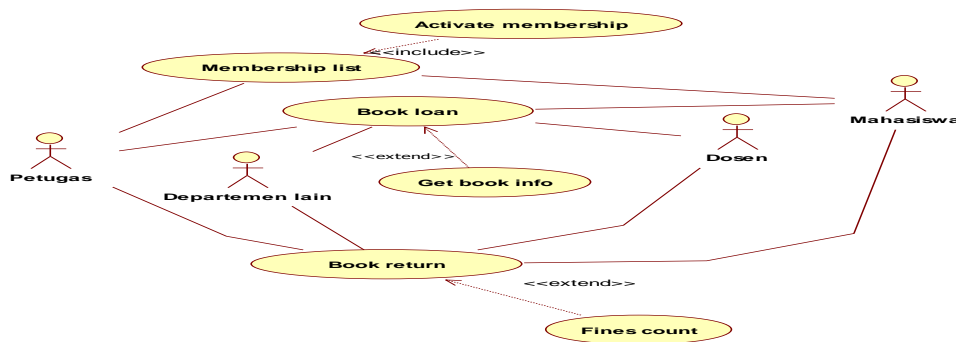 Activate membership
<<include>>
Membership list
Book loan
Mahasiswa
<<extend>>
Dosen
Petugas
Get book info
Departemen lain
Book return
<<extend>>
Fines count